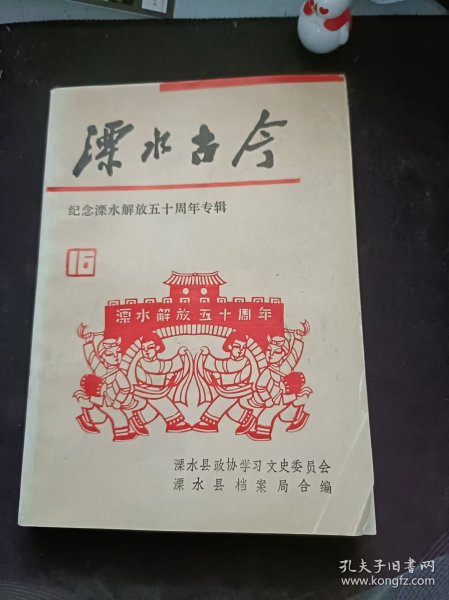 溧水古今
纪念溧水解放五十周年专辑
16
溧水解放五十周年
溧水县政协学习文史委员会
溧水县档案局合编
孔夫子旧书网
www.kongfz.com